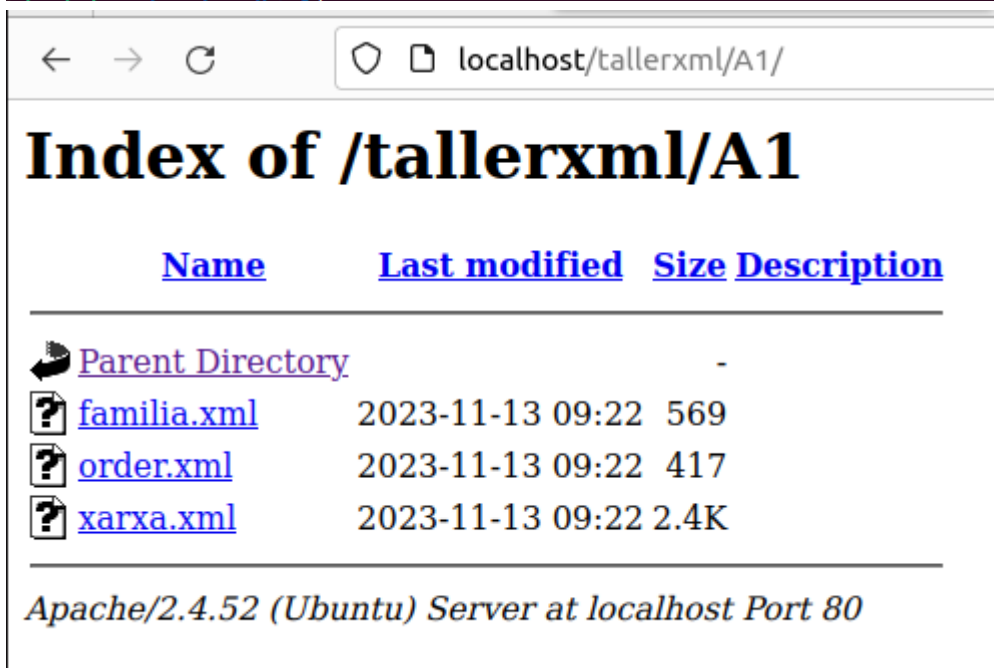 localhost/tallerxml/A1/
Index of /tallerxml/A1
Name Last modified Size Description
Parent Directory -
familia.xml 2023-11-13 09:22 569
order.xml 2023-11-13 09:22 417
xarxa.xml 2023-11-13 09:22 2.4K
Apache/2.4.52 (Ubuntu) Server at localhost Port 80